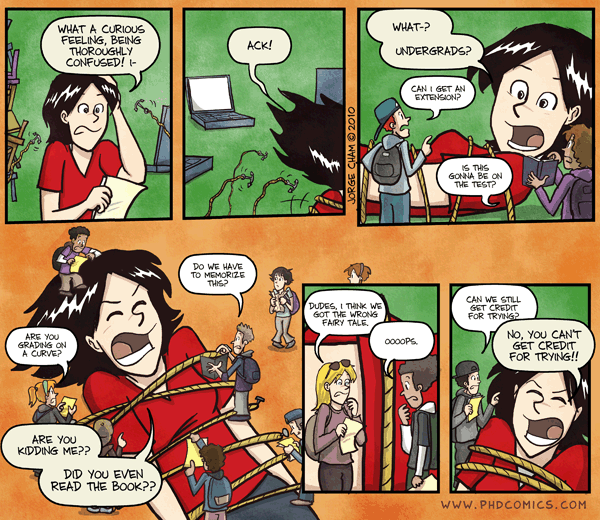 WHAT A CURIOUS
FEELING, BEING
THOROUGHLY
CONFUSED! I-
ACK!
JORGE CHAM © 2010
WHAT-?
UNDERGRADS?
CAN I GET AN
EXTENSION?
IS THIS
GONNA BE ON
THE TEST?
DO WE HAVE
TO MEMORIZE
THIS?
ARE YOU
GRADING ON
A CURVE?
ARE YOU
KIDDING ME??
DID YOU EVEN
READ THE BOOK??
DUDES, I THINK WE
GOT THE WRONG
FAIRY TALE.
OOOOPS.
CAN WE STILL
GET CREDIT
FOR TRYING?
NO, YOU CAN'T
GET CREDIT
FOR TRYING!!
WWW.PHDCOMICS.COM